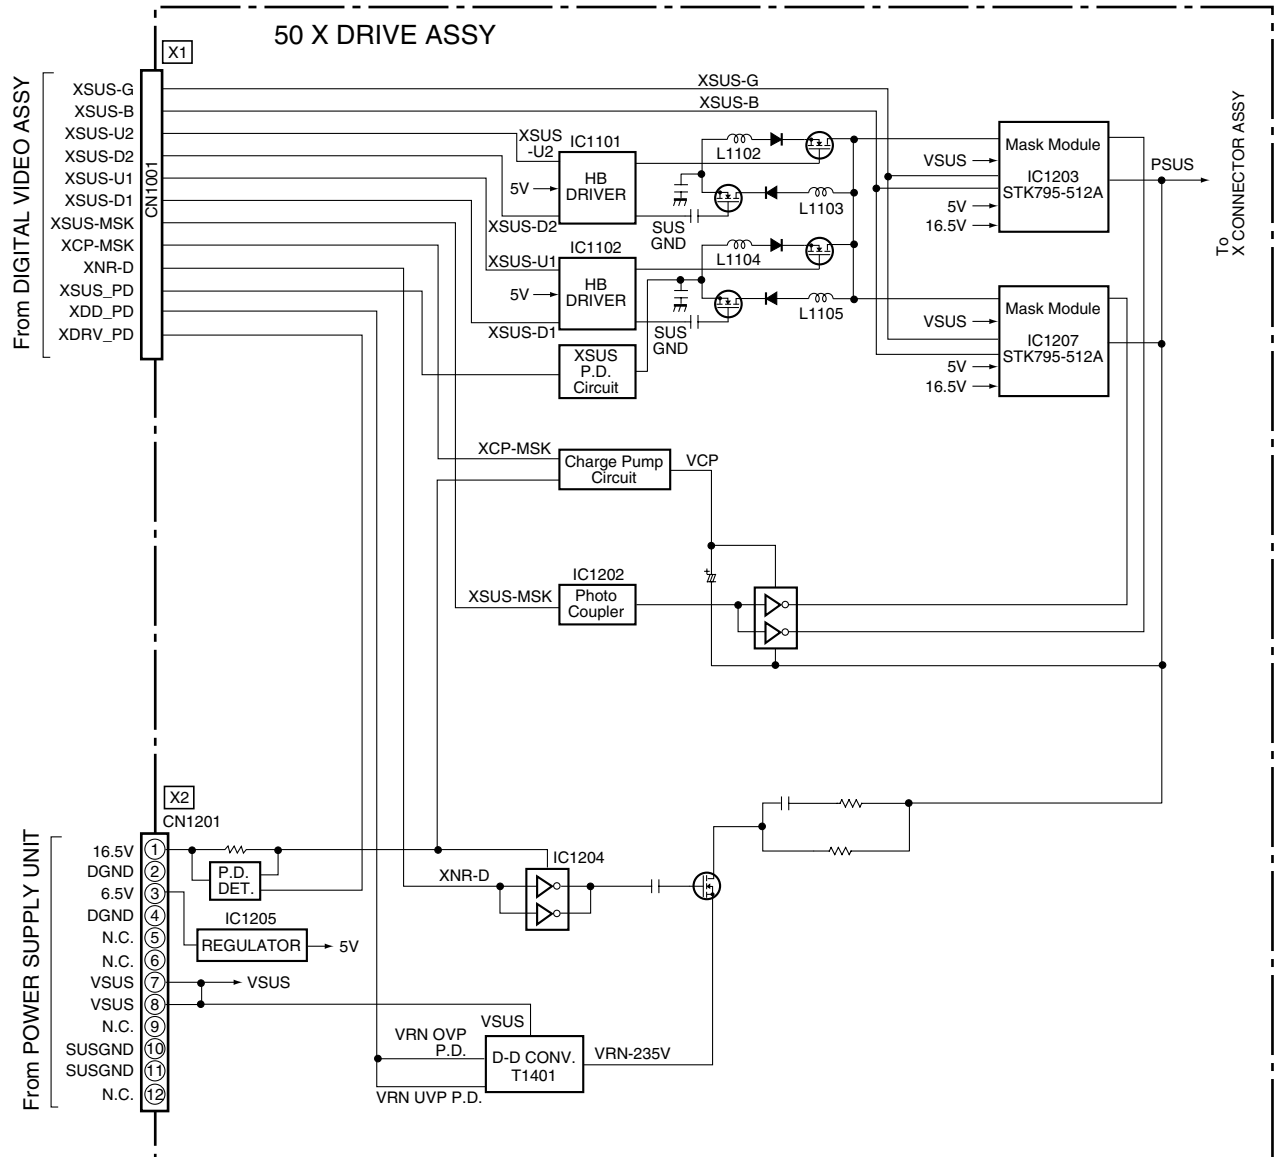 50 X DRIVE ASSY
X1
From DIGITAL VIDEO ASSY
CN1001
XSUS-G
XSUS-B
XSUS-U2
XSUS-D2
XSUS-U1
XSUS-D1
XSUS-MSK
XCP-MSK
XNR-D
XSUS_PD
XDD_PD
XDRV_PD
XSUS-G
XSUS-B
XSUS
-U2
IC1101
HB
DRIVER
5V
XSUS-D2
L1102
L1103
SUS
GND
XSUS-U1
IC1102
HB
DRIVER
5V
XSUS-D1
L1104
L1105
SUS
GND
XSUS
P.D.
Circuit
Mask Module
IC1203
STK795-512A
VSUS
5V
16.5V
PSUS
To
X CONNECTOR ASSY
Mask Module
IC1207
STK795-512A
VSUS
5V
16.5V
XCP-MSK
Charge Pump
Circuit
VCP
+
XSUS-MSK
IC1202
Photo
Coupler
X2
CN1201
From POWER SUPPLY UNIT
16.5V 1
DGND 2
6.5V 3
DGND 4
N.C. 5
N.C. 6
VSUS 7
VSUS 8
N.C. 9
SUSGND 10
SUSGND 11
N.C. 12
P.D.
DET.
IC1205
REGULATOR
5V
VSUS
XNR-D
IC1204
VSUS
VRN OVP
P.D.
VRN UVP P.D.
D-D CONV.
T1401
VRN-235V